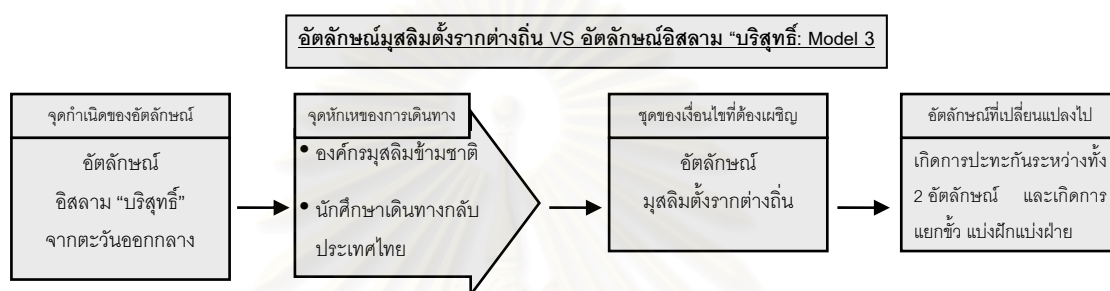 อัตลักษณ์มุสลิมตั้งรากต่างถิ่น VS อัตลักษณ์อิสลาม “บริสุทธิ์: Model 3
จุดกำเนิดของอัตลักษณ์
อัตลักษณ์
อิสลาม “บริสุทธิ์”
จากตะวันออกกลาง
จุดหักเหของการเดินทาง
• องค์กรมุสลิมข้ามชาติ
• นักศึกษาเดินทางกลับ
ประเทศไทย
ชุดของเงื่อนไขที่ต้องเผชิญ
อัตลักษณ์
มุสลิมตั้งรากต่างถิ่น
อัตลักษณ์ที่เปลี่ยนแปลงไป
เกิดการปะทะกันระหว่างทั้ง
2 อัตลักษณ์ และเกิดการ
แยกขั้ว แบ่งฝักแบ่งฝ่าย